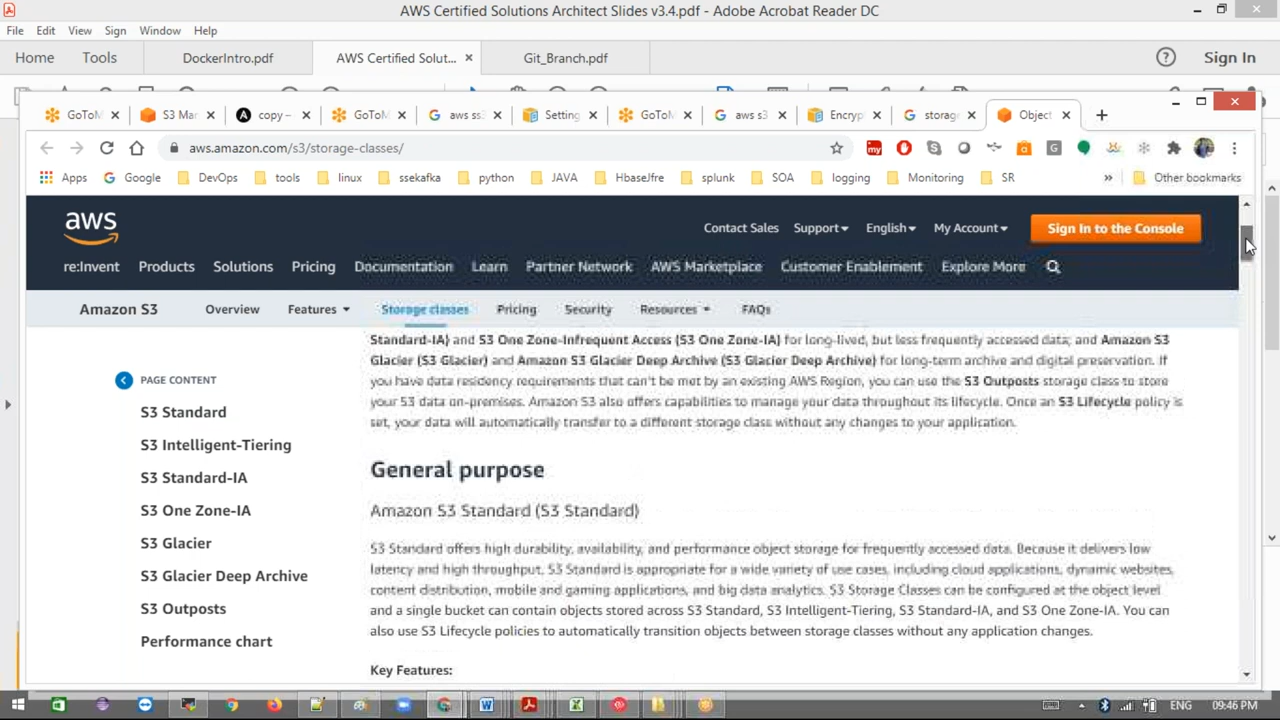 AWS Certified Solutions Architect Slides v3.4.pdf - Adobe Acrobat Reader DC
File Edit View Sign Window Help
Home Tools DockerIntro.pdf AWS Certified Solut... × Git_Branch.pdf Sign In
GoToM S3 Mar copy – GoToM aws ss Setting GoToM aws s3 Encryp storag Object
aws.amazon.com/s3/storage-classes/
Apps Google DevOps tools linux ssekafka python JAVA Hbase/fre splunk SOA logging Monitoring SR » Other bookmarks
aws
Contact Sales Support English My Account Sign In to the Console
re:Invent Products Solutions Pricing Documentation Learn Partner Network AWS Marketplace Customer Enablement Explore More
Amazon S3 Overview Features Storage classes Pricing Security Resources FAQs
Standard-IA) and S3 One Zone-Infrequent Access (S3 One Zone-IA) for long-lived, but less frequently accessed data; and Amazon S3
Glacier (S3 Glacier) and Amazon S3 Glacier Deep Archive (S3 Glacier Deep Archive) for long-term archive and digital preservation. If
you have data residency requirements that can't be met by an existing AWS Region, you can use the S3 Outposts storage class to store
your S3 data on-premises. Amazon S3 also offers capabilities to manage your data throughout its lifecycle. Once an S3 Lifecycle policy is
set, your data will automatically transfer to a different storage class without any changes to your application.
PAGE CONTENT
S3 Standard
S3 Intelligent-Tiering
S3 Standard-IA
S3 One Zone-IA
S3 Glacier
S3 Glacier Deep Archive
S3 Outposts
Performance chart
General purpose
Amazon S3 Standard (S3 Standard)
S3 Standard offers high durability, availability, and performance object storage for frequently accessed data. Because it delivers low
latency and high throughput, S3 Standard is appropriate for a wide variety of use cases, including cloud applications, dynamic websites,
content distribution, mobile and gaming applications, and big data analytics. S3 Storage Classes can be configured at the object level
and a single bucket can contain objects stored across S3 Standard, S3 Intelligent-Tiering, S3 Standard-IA, and S3 One Zone-IA. You can
also use S3 Lifecycle policies to automatically transition objects between storage classes without any application changes.
Key Features:
ENG 09:46 PM